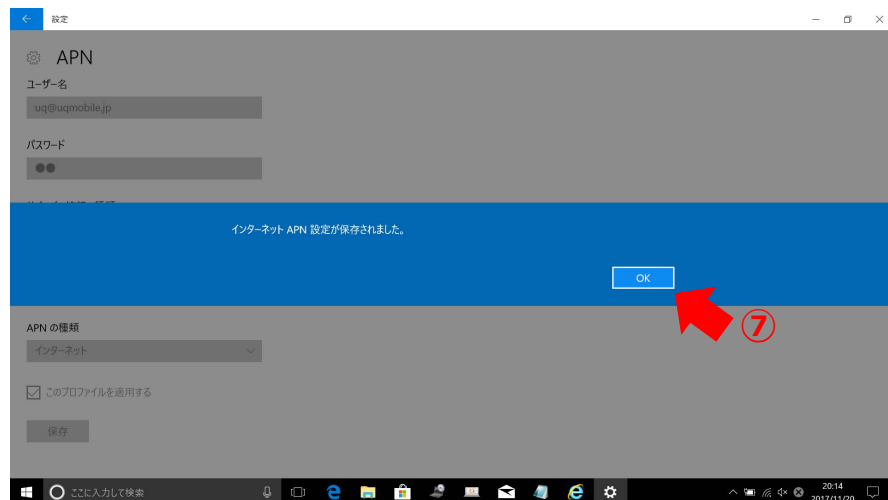 設定
APN
ユーザー名
uq@uqmobile.jp
パスワード
インターネット APN 設定が保存されました。
OK
⑦
APN の種類
インターネット
このプロファイルを適用する
保存
ここに入力して検索
20:14
2017/11/20